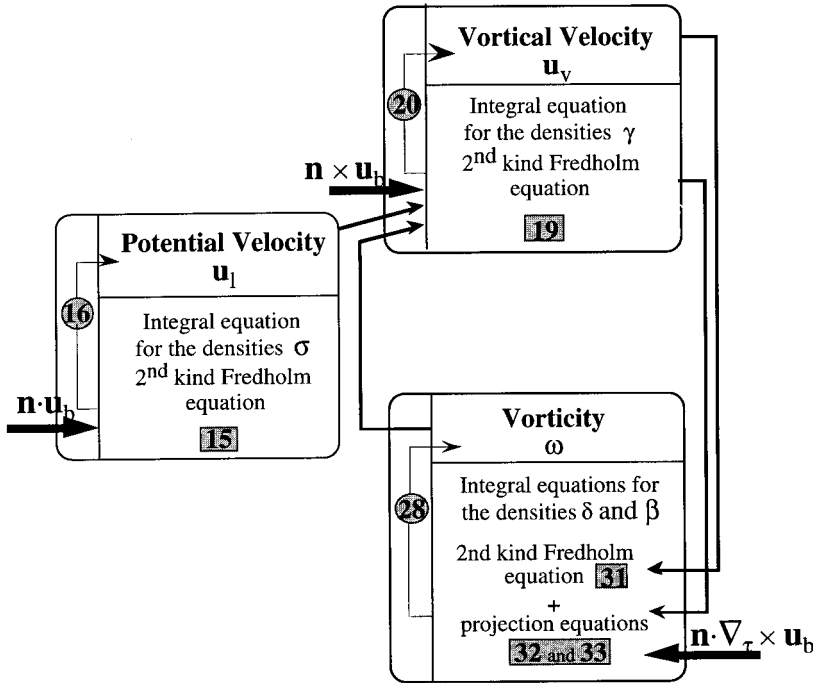 Vortical Velocity
u_v
20
Integral equation
for the densities γ
2nd kind Fredholm
equation
19
n × u_b
Potential Velocity
u_l
16
Integral equation
for the densities σ
2nd kind Fredholm
equation
15
n·u_b
Vorticity
ω
28
Integral equations for
the densities δ and β
2nd kind Fredholm
equation 31
+
projection equations
32 and 33
n·∇_τ × u_b